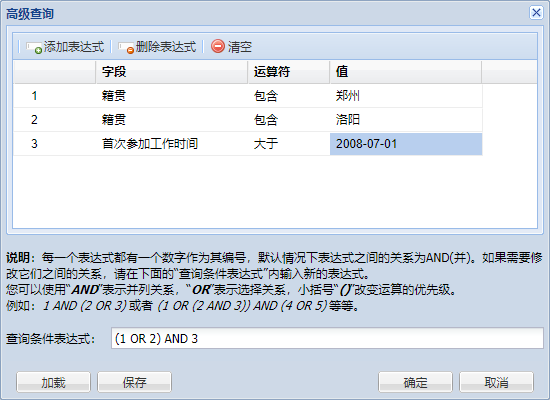 高级查询
添加表达式 删除表达式 清空
字段 运算符 值
1 籍贯 包含 郑州
2 籍贯 包含 洛阳
3 首次参加工作时间 大于 2008-07-01
说明：每一个表达式都有一个数字作为其编号，默认情况下表达式之间的关系为AND(并)。如果需要修
改它们之间的关系，请在下面的“查询条件表达式”内输入新的表达式。
您可以使用“AND”表示并列关系，“OR”表示选择关系，小括号“()”改变运算的优先级。
例如：1 AND (2 OR 3) 或者 (1 OR (2 AND 3)) AND (4 OR 5) 等等。
查询条件表达式： (1 OR 2) AND 3
加载 保存 确定 取消